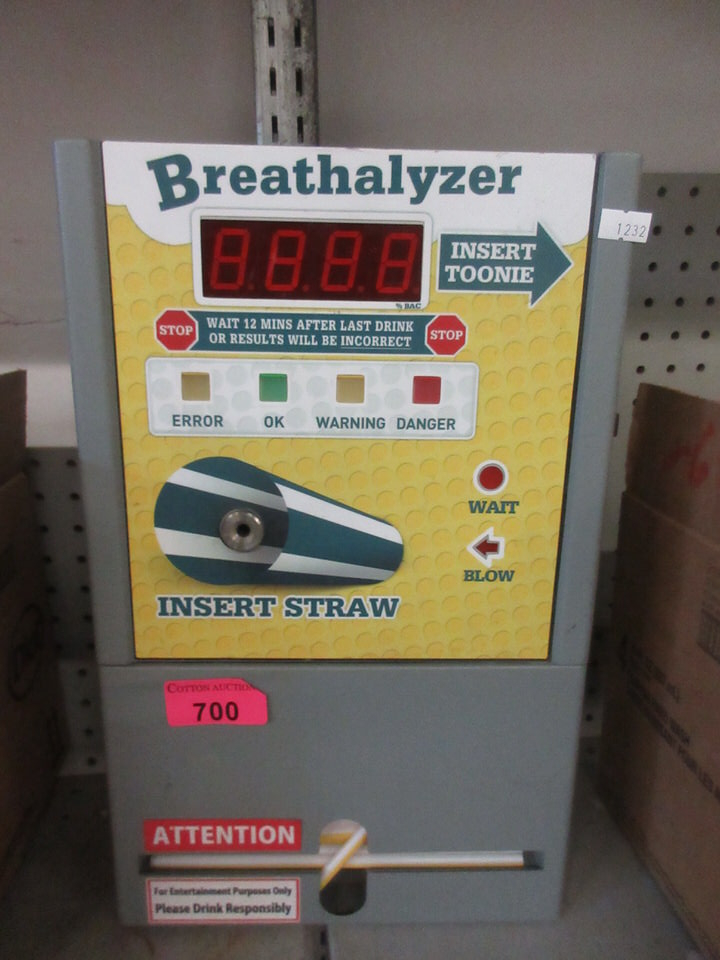 Breathalyzer
8.8.8.8
% BAC
INSERT
TOONIE
1232
STOP
WAIT 12 MINS AFTER LAST DRINK
OR RESULTS WILL BE INCORRECT
STOP
ERROR OK WARNING DANGER
WAIT
BLOW
INSERT STRAW
COTTON AUCTION
700
ATTENTION
For Entertainment Purposes Only
Please Drink Responsibly